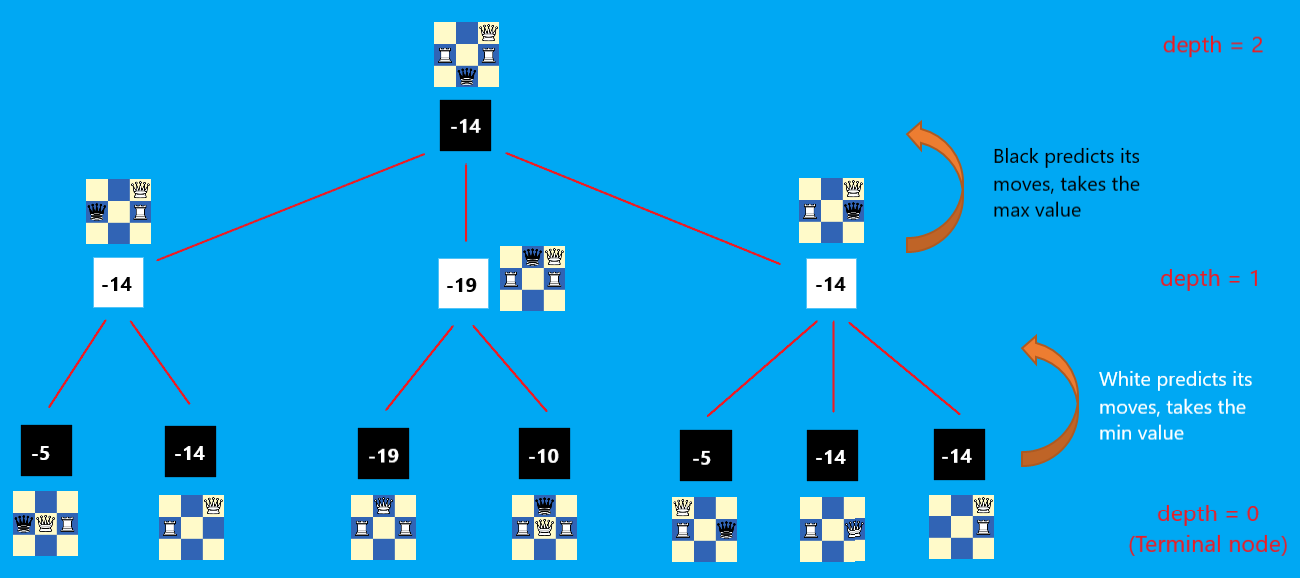 depth = 2
-14
Black predicts its
moves, takes the
max value
-14
-19
-14
depth = 1
White predicts its
moves, takes the
min value
-5
-14
-19
-10
-5
-14
-14
depth = 0
(Terminal node)